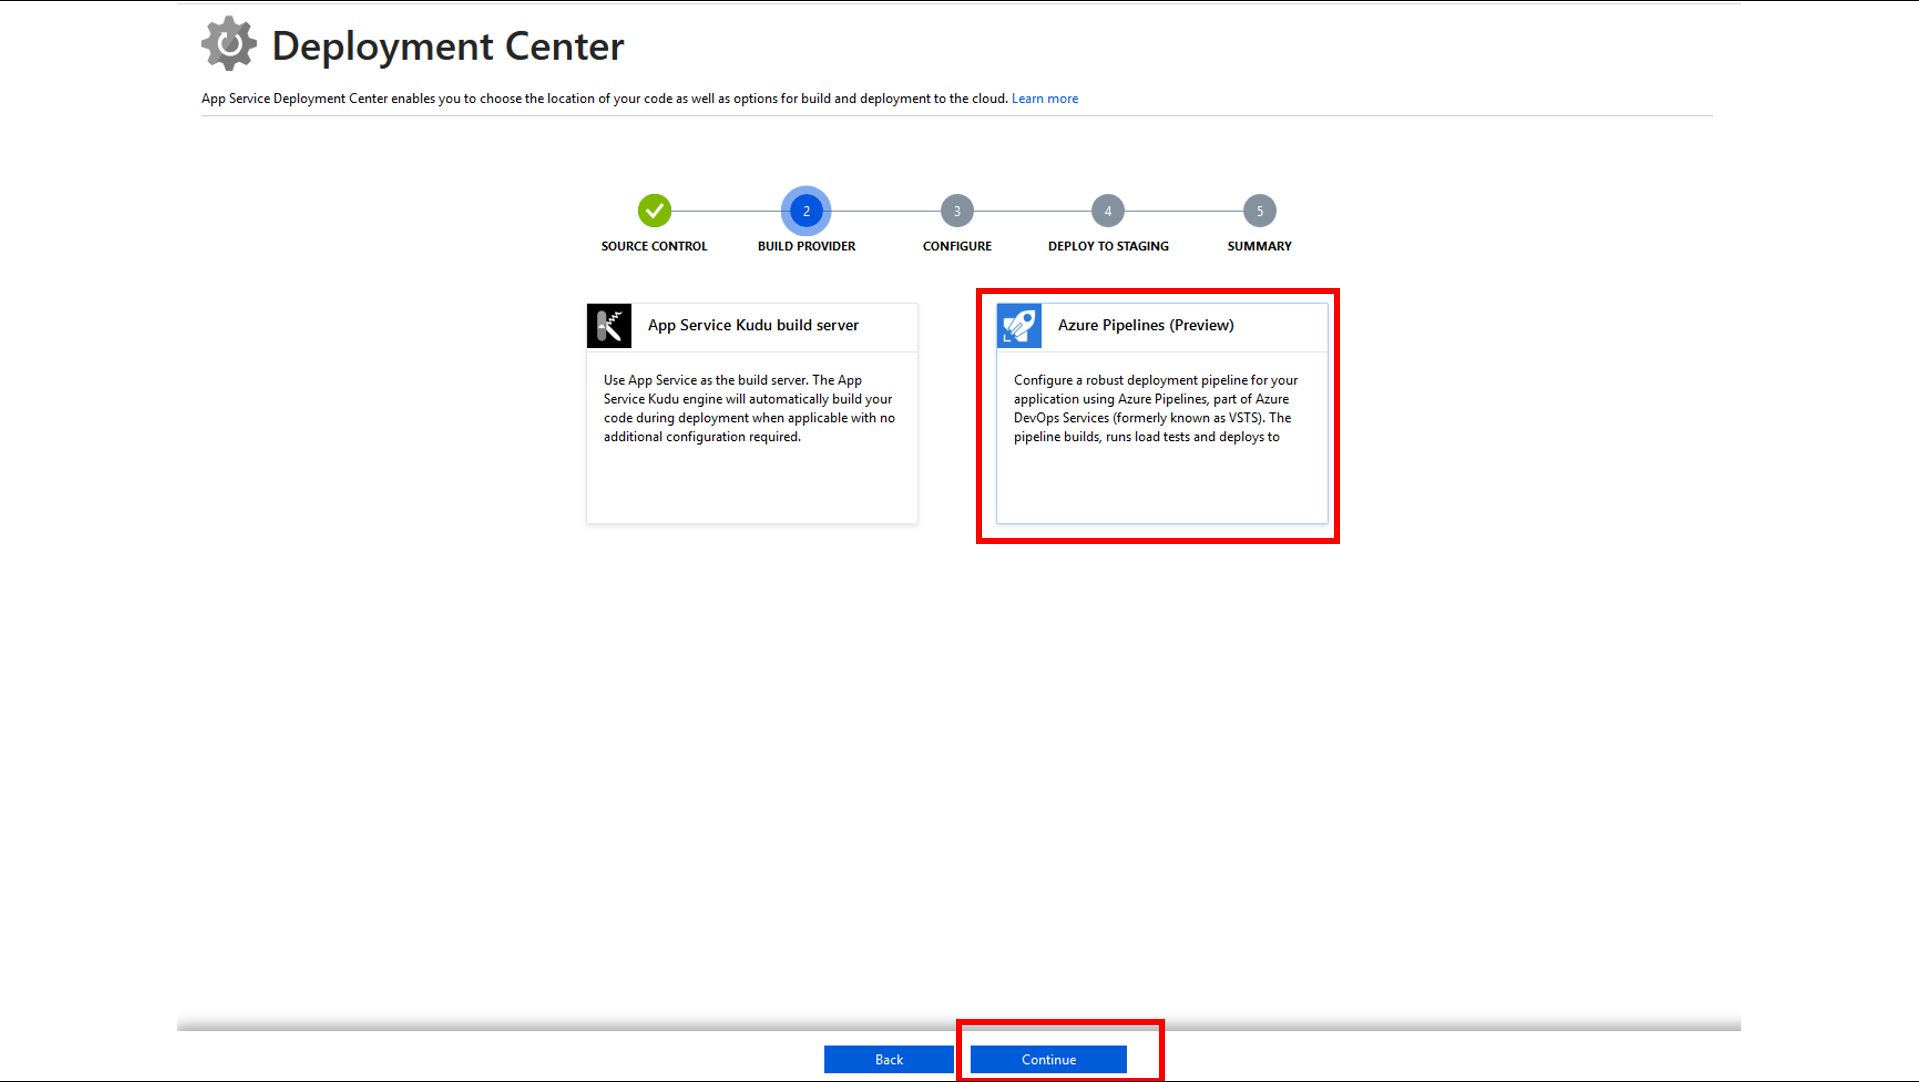 Deployment Center
App Service Deployment Center enables you to choose the location of your code as well as options for build and deployment to the cloud. Learn more
2
3
4
5
SOURCE CONTROL
BUILD PROVIDER
CONFIGURE
DEPLOY TO STAGING
SUMMARY
App Service Kudu build server
Use App Service as the build server. The App
Service Kudu engine will automatically build your
code during deployment when applicable with no
additional configuration required.
Azure Pipelines (Preview)
Configure a robust deployment pipeline for your
application using Azure Pipelines, part of Azure
DevOps Services (formerly known as VSTS). The
pipeline builds, runs load tests and deploys to
Back
Continue